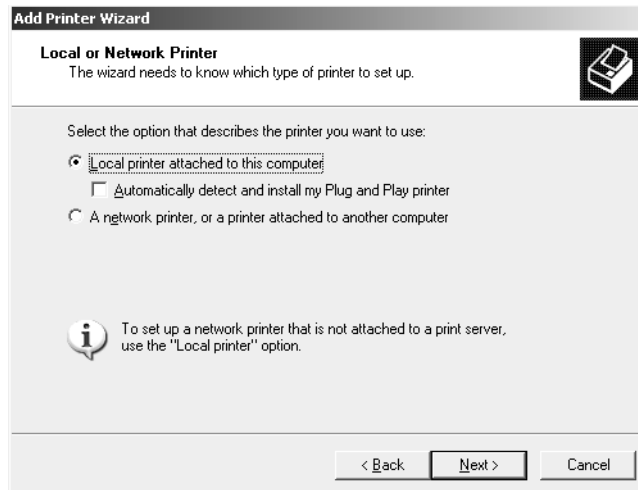 Add Printer Wizard
Local or Network Printer
The wizard needs to know which type of printer to set up.
Select the option that describes the printer you want to use:
Local printer attached to this computer
Automatically detect and install my Plug and Play printer
A network printer, or a printer attached to another computer
To set up a network printer that is not attached to a print server,
use the "Local printer" option.
< Back Next > Cancel